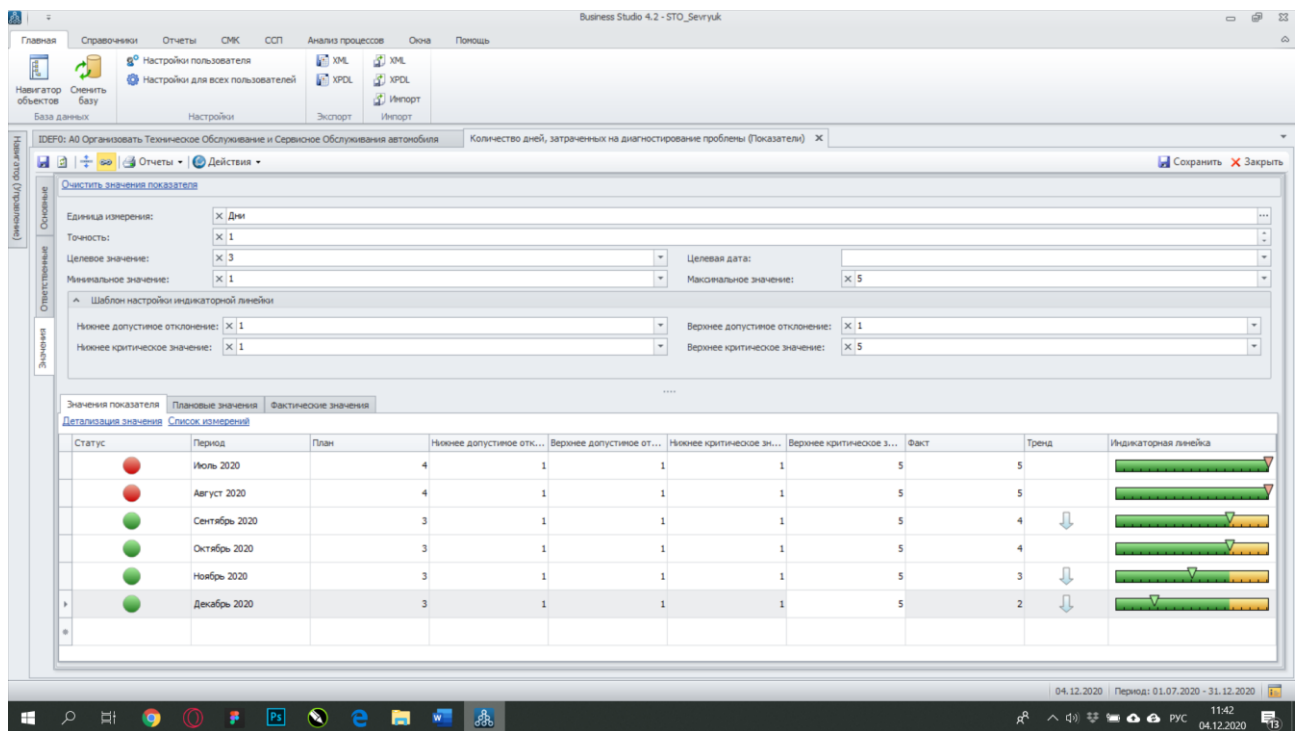 Business Studio 4.2 - STO_Sevryuk
Главная Справочники Отчеты СМК ССП Анализ процессов Окна Помощь
Навигатор объектов
Сменить базу
Настройки пользователя
Настройки для всех пользователей
XML
XPDL
XML
XPDL
Импорт
База данных Настройки Экспорт Импорт
Навигатор (Управление)
IDEF0: A0 Организовать Техническое Обслуживание и Сервисное Обслуживания автомобиля Количество дней, затраченных на диагностирование проблемы (Показатели)
Отчеты Действия Сохранить Закрыть
Основные
Ответственные
Значения
Очистить значения показателя
Единица измерения: Дни
Точность: 1
Целевое значение: 3 Целевая дата:
Минимальное значение: 1 Максимальное значение: 5
Шаблон настройки индикаторной линейки
Нижнее допустимое отклонение: 1 Верхнее допустимое отклонение: 1
Нижнее критическое значение: 1 Верхнее критическое значение: 5
Значения показателя Плановые значения Фактические значения
Детализация значения Список измерений
Статус Период План Нижнее допустимое отк... Верхнее допустимое от... Нижнее критическое зн... Верхнее критическое з... Факт Тренд Индикаторная линейка
Июль 2020 4 1 1 1 5 5
Август 2020 4 1 1 1 5 5
Сентябрь 2020 3 1 1 1 5 4
Октябрь 2020 3 1 1 1 5 4
Ноябрь 2020 3 1 1 1 5 3
Декабрь 2020 3 1 1 1 5 2
04.12.2020 Период: 01.07.2020 - 31.12.2020
Ps
РУС
11:42
04.12.2020
13